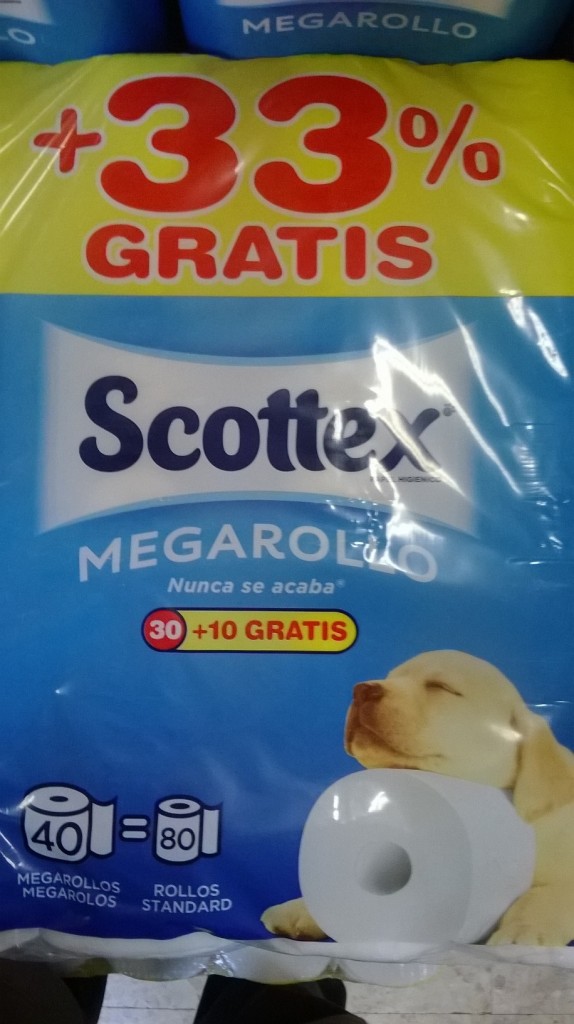 MEGAROLLO
+33%
GRATIS
Scottex®
MEGAROLLO
Nunca se acaba®
30 +10 GRATIS
40 = 80
MEGAROLLOS
MEGAROLOS
ROLLOS
STANDARD